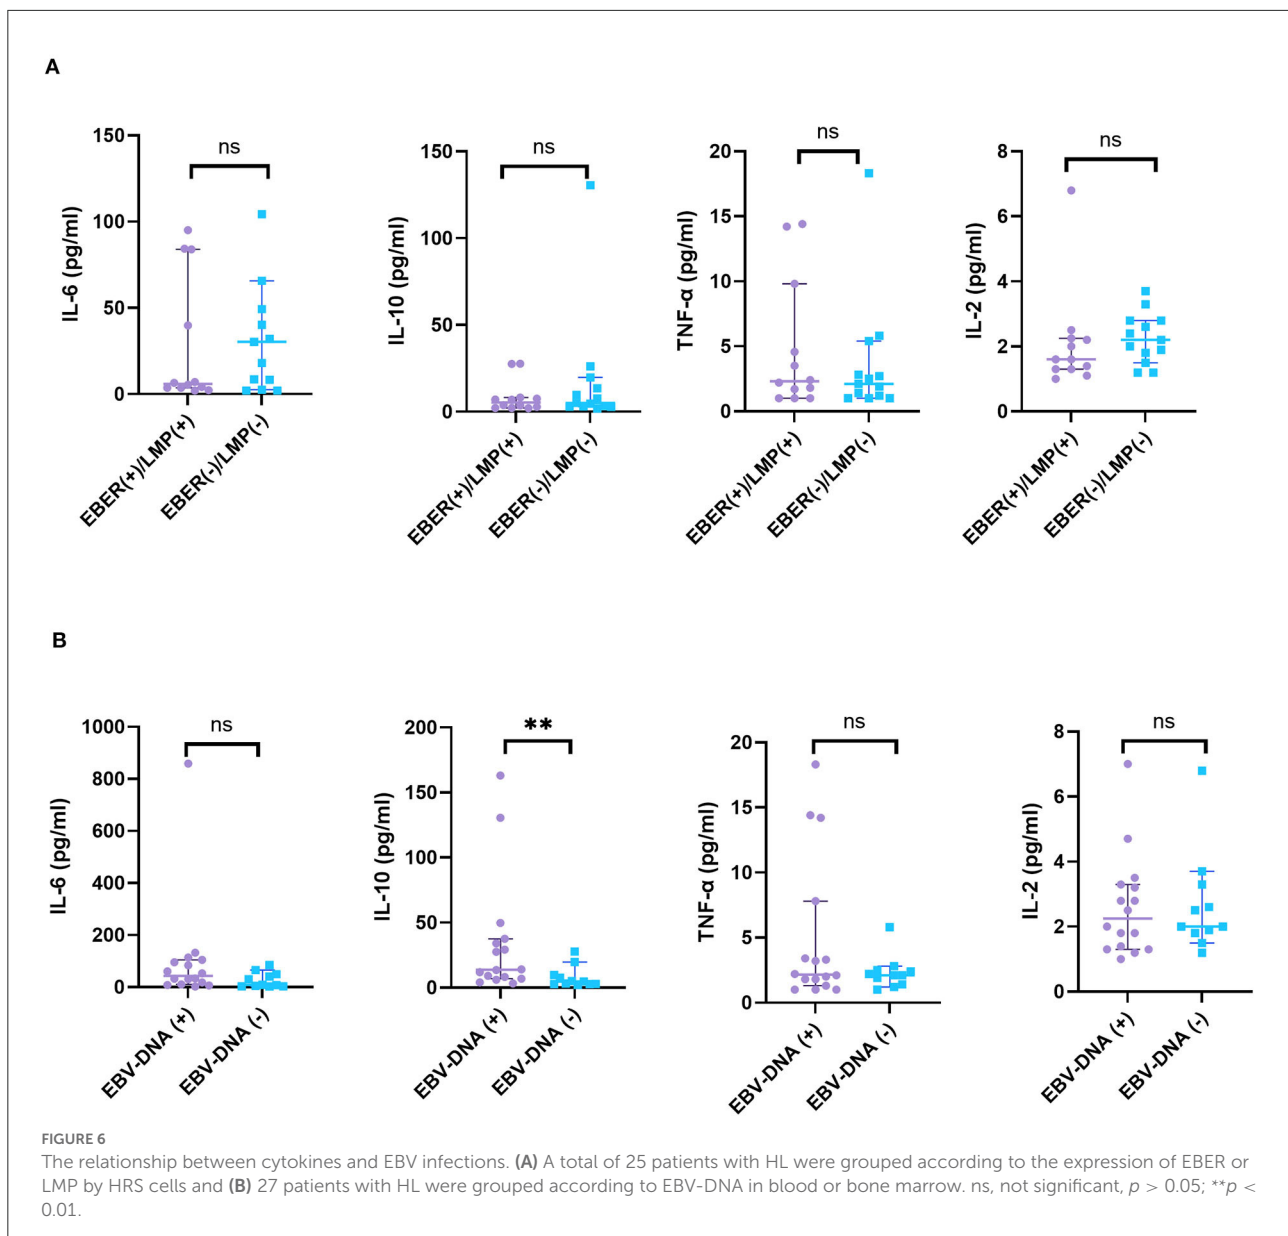 A
IL-6 (pg/ml)
150
100
50
0
ns
EBER(+)/LMP(+)
EBER(-)/LMP(-)
IL-10 (pg/ml)
150
100
50
0
ns
EBER(+)/LMP(+)
EBER(-)/LMP(-)
TNF-α (pg/ml)
20
15
10
5
0
ns
EBER(+)/LMP(+)
EBER(-)/LMP(-)
IL-2 (pg/ml)
8
6
4
2
0
ns
EBER(+)/LMP(+)
EBER(-)/LMP(-)
B
IL-6 (pg/ml)
1000
800
600
400
200
0
ns
EBV-DNA (+)
EBV-DNA (-)
IL-10 (pg/ml)
200
150
100
50
0
**
EBV-DNA (+)
EBV-DNA (-)
TNF-α (pg/ml)
20
15
10
5
0
ns
EBV-DNA (+)
EBV-DNA (-)
IL-2 (pg/ml)
8
6
4
2
0
ns
EBV-DNA (+)
EBV-DNA (-)
FIGURE 6
The relationship between cytokines and EBV infections. (A) A total of 25 patients with HL were grouped according to the expression of EBER or
LMP by HRS cells and (B) 27 patients with HL were grouped according to EBV-DNA in blood or bone marrow. ns, not significant, p > 0.05; **p <
0.01.